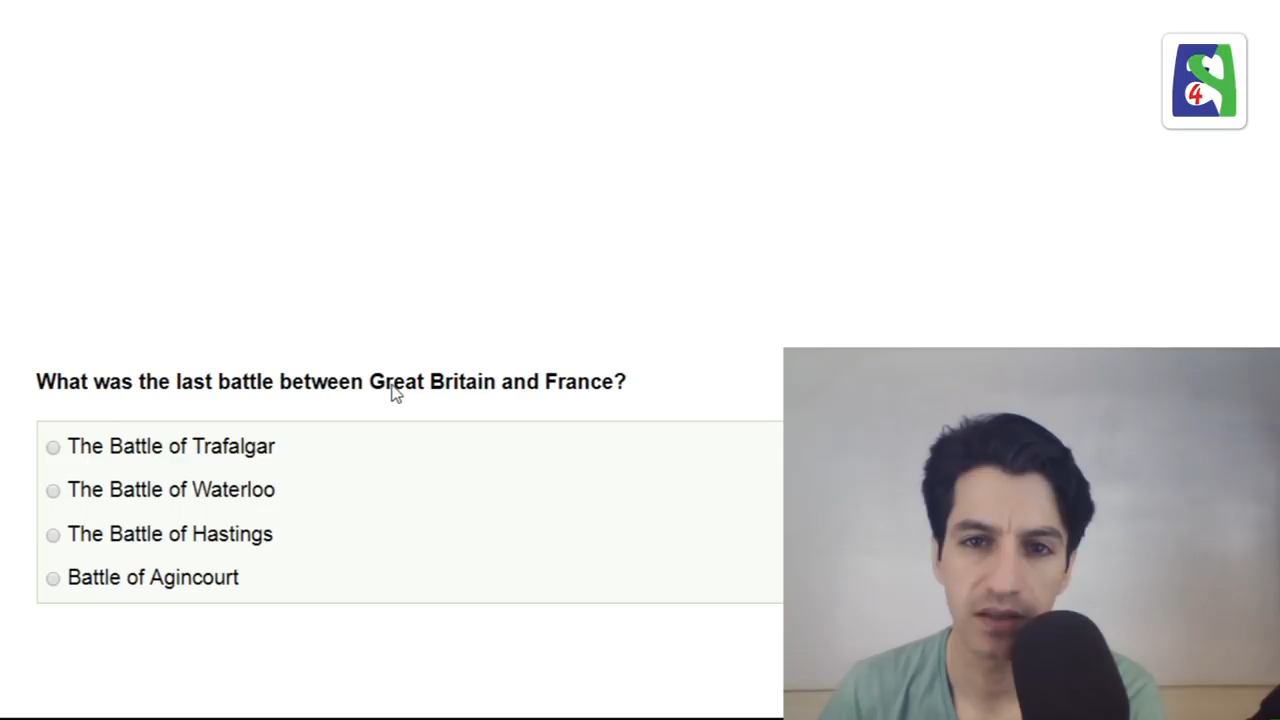 4
What was the last battle between Great Britain and France?
The Battle of Trafalgar
The Battle of Waterloo
The Battle of Hastings
Battle of Agincourt